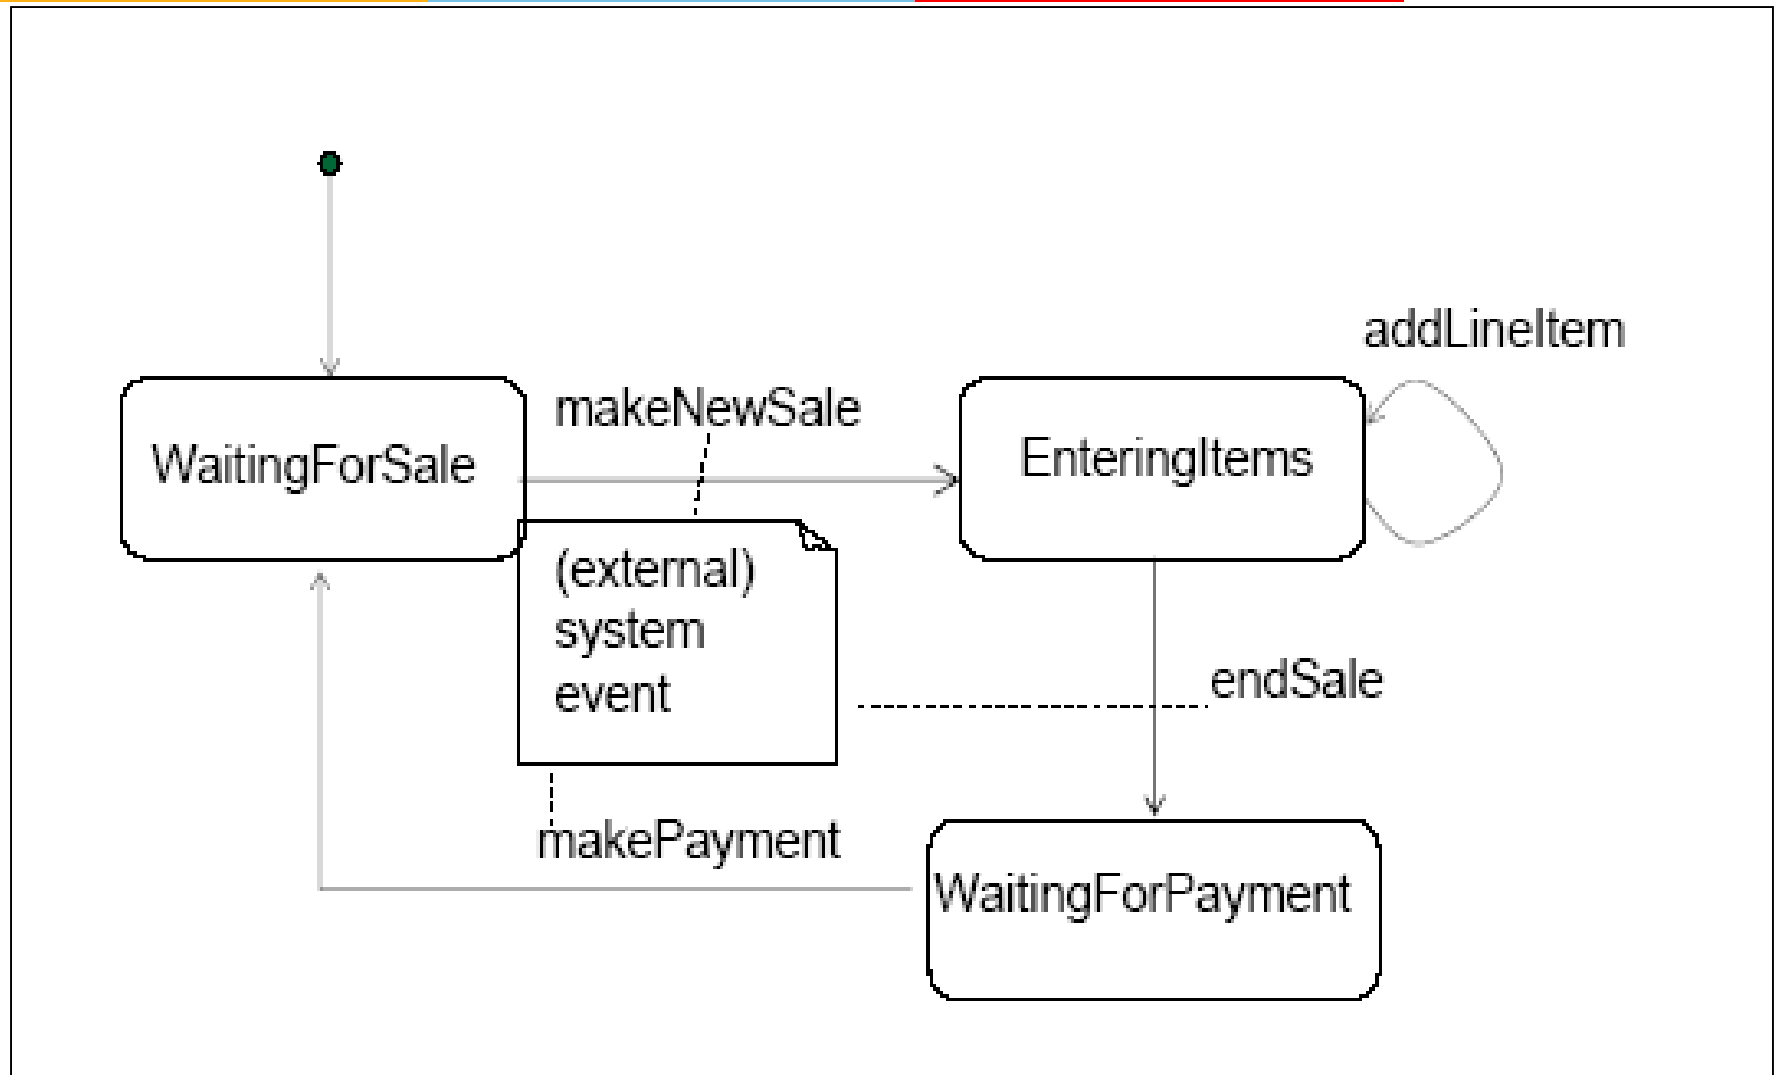 addLineItem
makeNewSale
WaitingForSale
EnteringItems
(external)
system
event
endSale
makePayment
WaitingForPayment